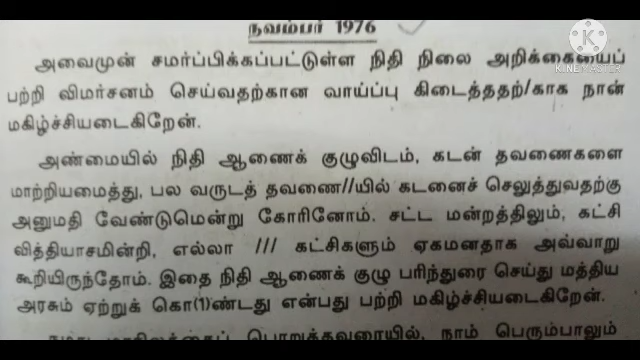 நவம்பர் 1976
அவைமுன் சமர்ப்பிக்கப்பட்டுள்ள நிதி நிலை அறிக்கையைப்
பற்றி விமர்சனம் செய்வதற்கான வாய்ப்பு கிடைத்ததற்/காக நான்
மகிழ்ச்சியடைகிறேன்.
அண்மையில் நிதி ஆணைக் குழுவிடம், கடன் தவணைகளை
மாற்றியமைத்து, பல வருடத் தவணை//யில் கடனைச் செலுத்துவதற்கு
அனுமதி வேண்டுமென்று கோரினோம். சட்ட மன்றத்திலும், கட்சி
வித்தியாசமின்றி, எல்லா /// கட்சிகளும் ஏகமனதாக அவ்வாறு
கூறியிருந்தோம். இதை நிதி ஆணைக் குழு பரிந்துரை செய்து மத்திய
அரசும் ஏற்றுக் கொ(1)ண்டது என்பது பற்றி மகிழ்ச்சியடைகிறேன்.
பொறுத்தவரையில், நாம் பெரும்பாலும்
KINEMASTER